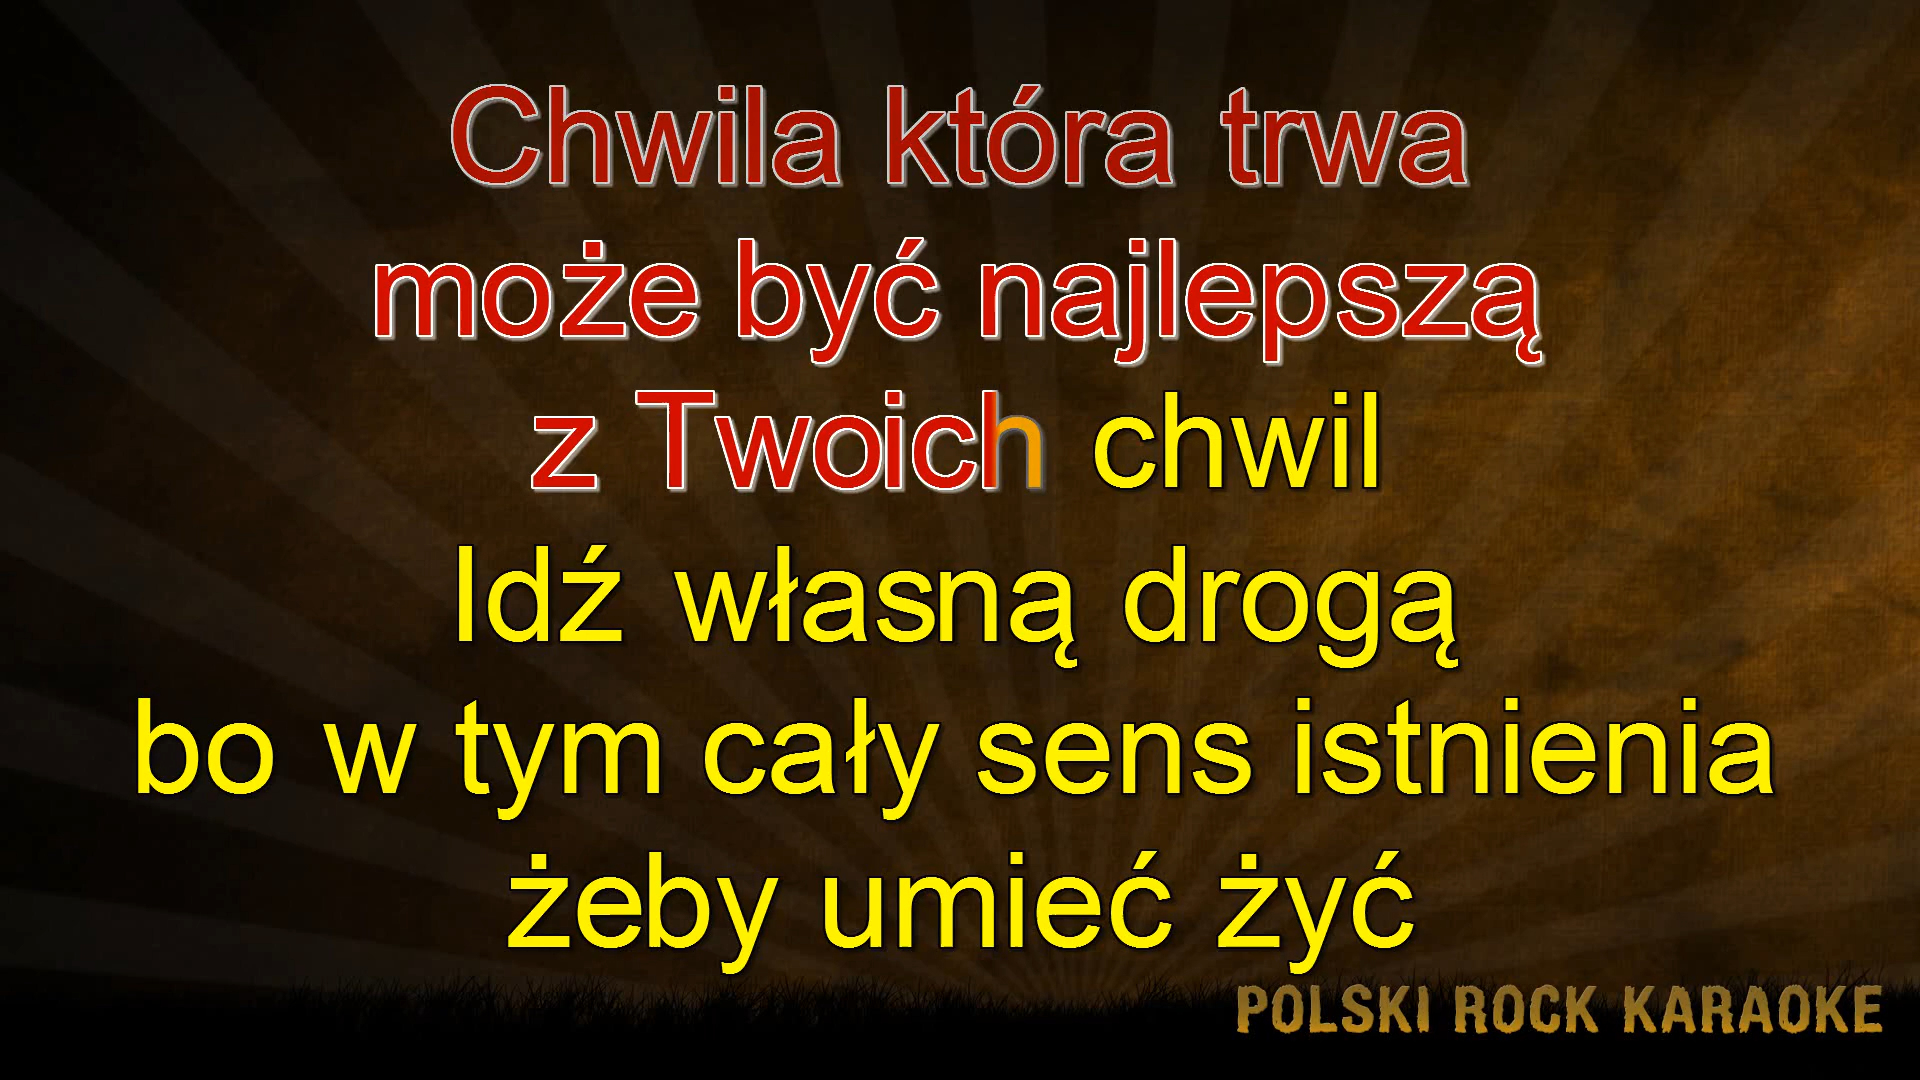 Chwila która trwa
może być najlepszą
z Twoich chwil
Idź własną drogą
bo w tym cały sens istnienia
żeby umieć żyć
POLSKI ROCK KARAOKE